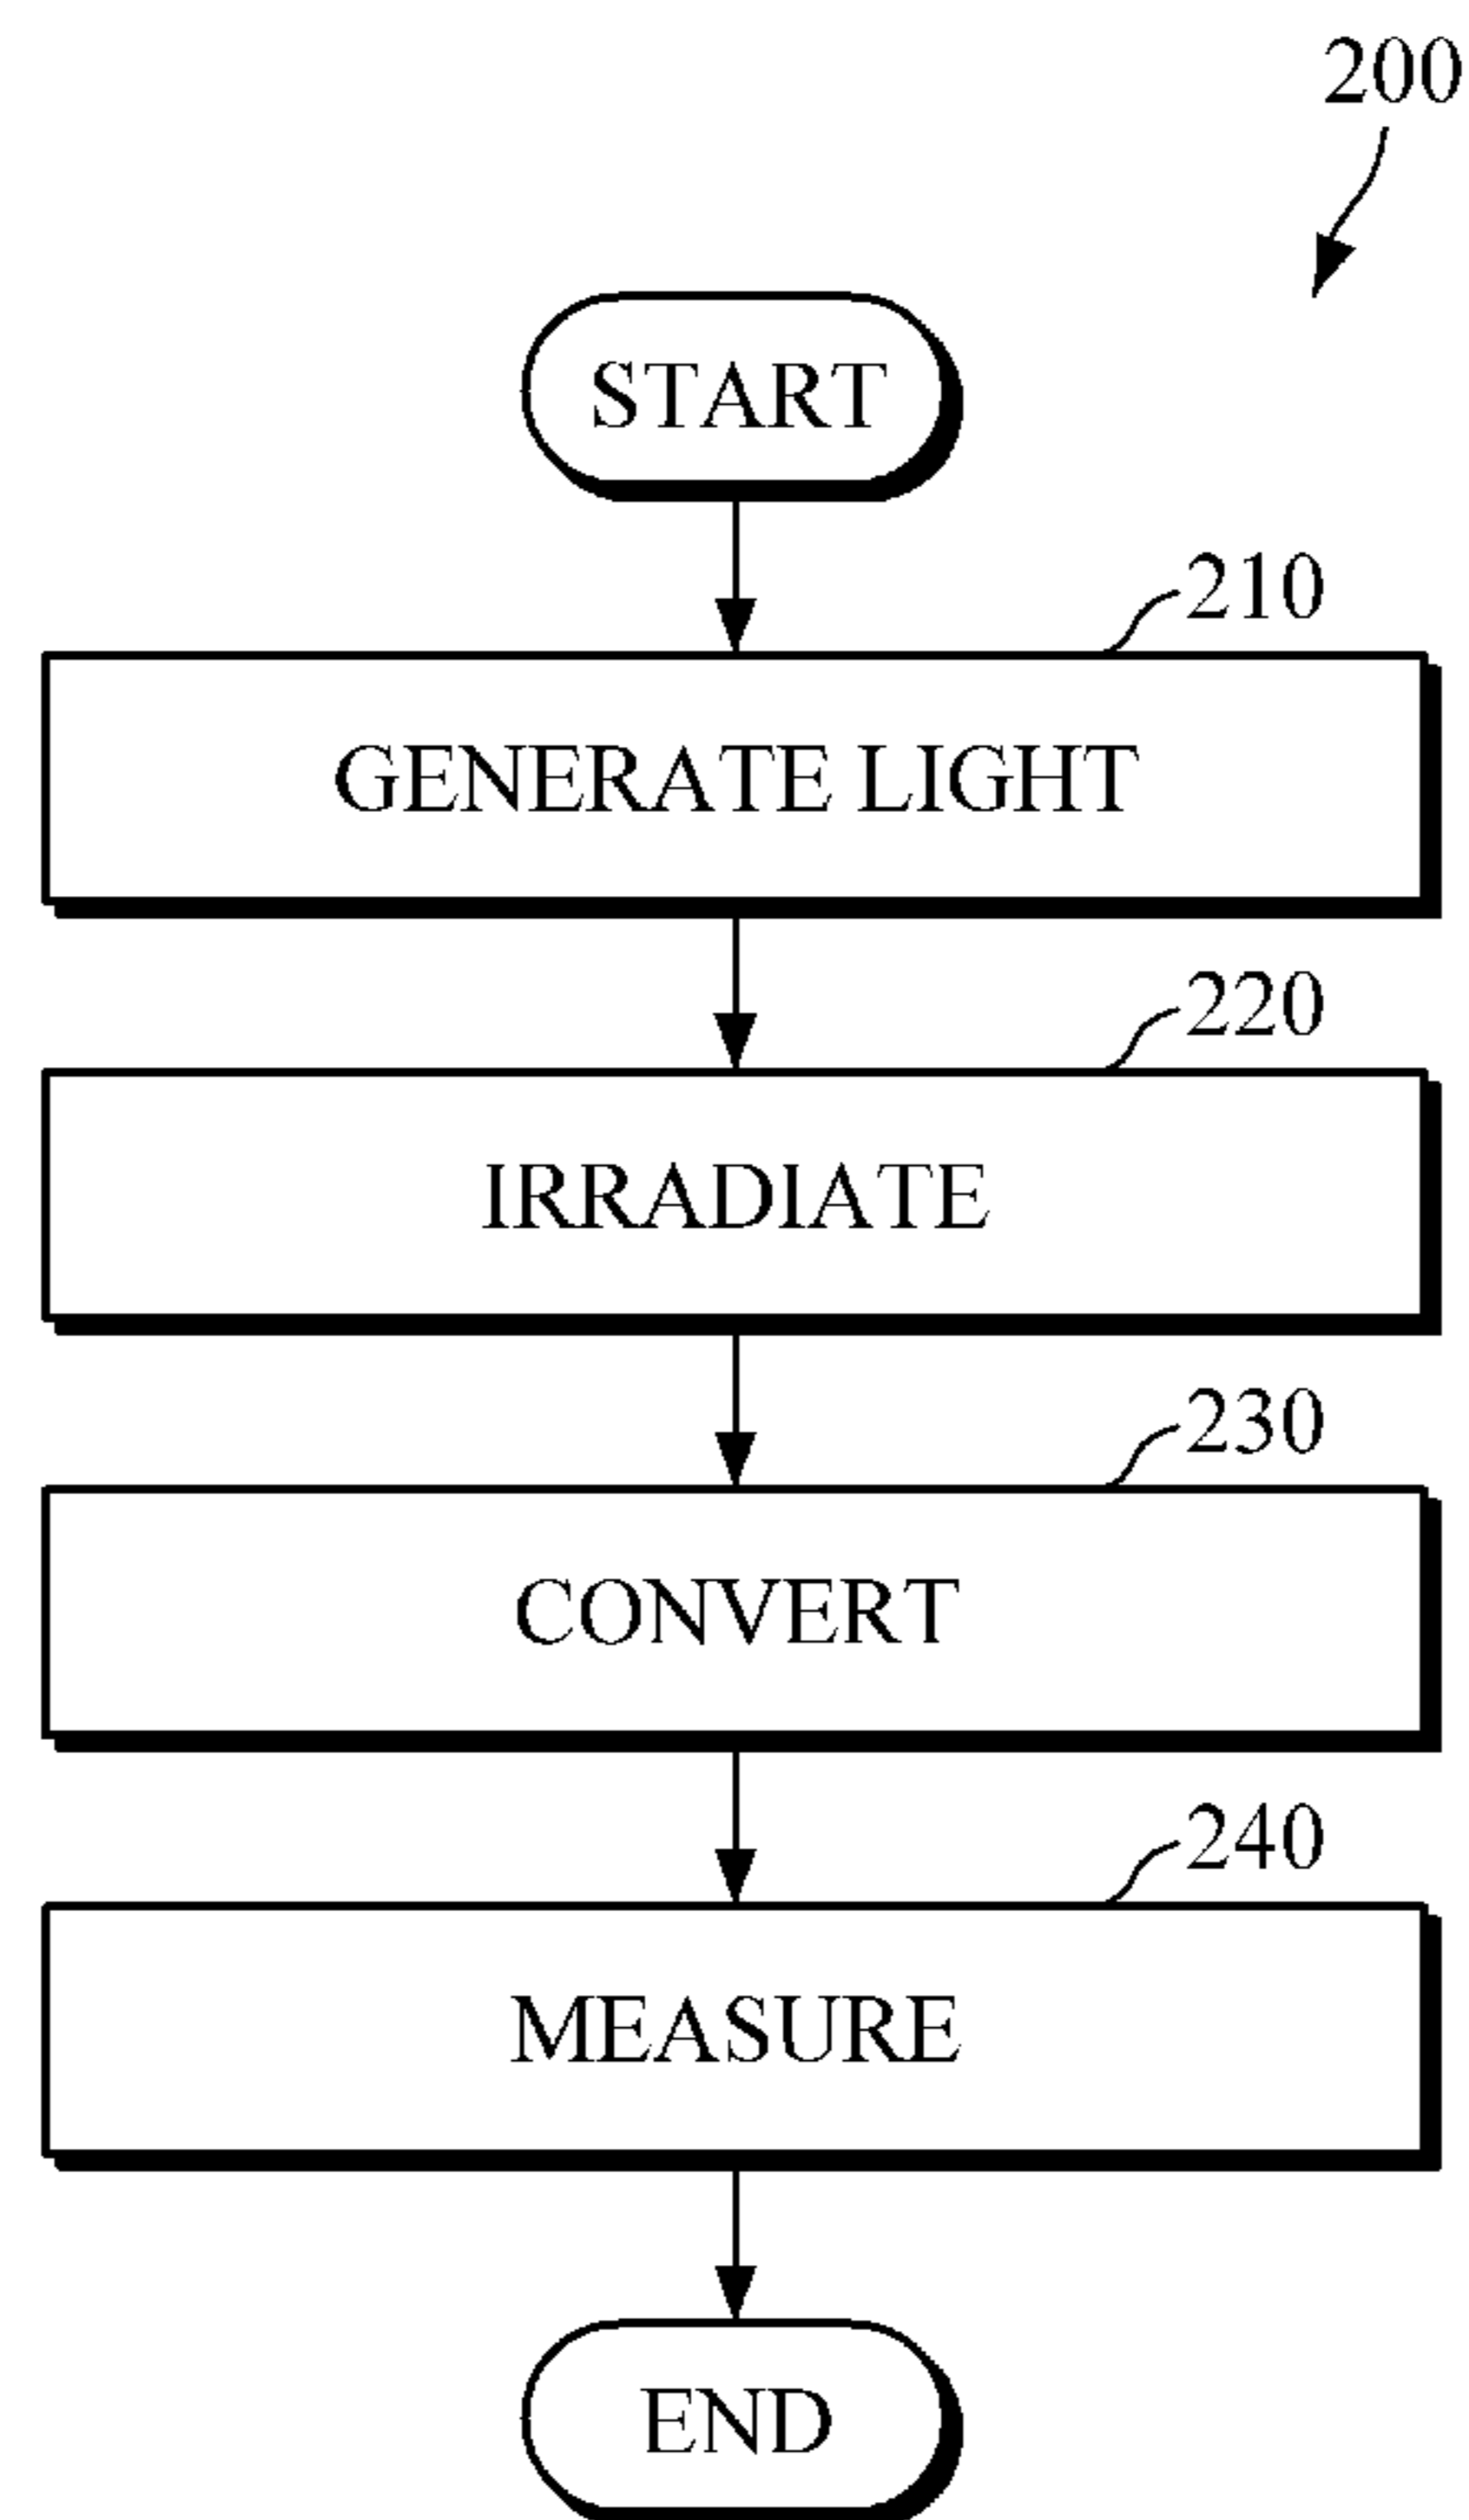 200
START
210
GENERATE LIGHT
220
IRRADIATE
230
CONVERT
240
MEASURE
END